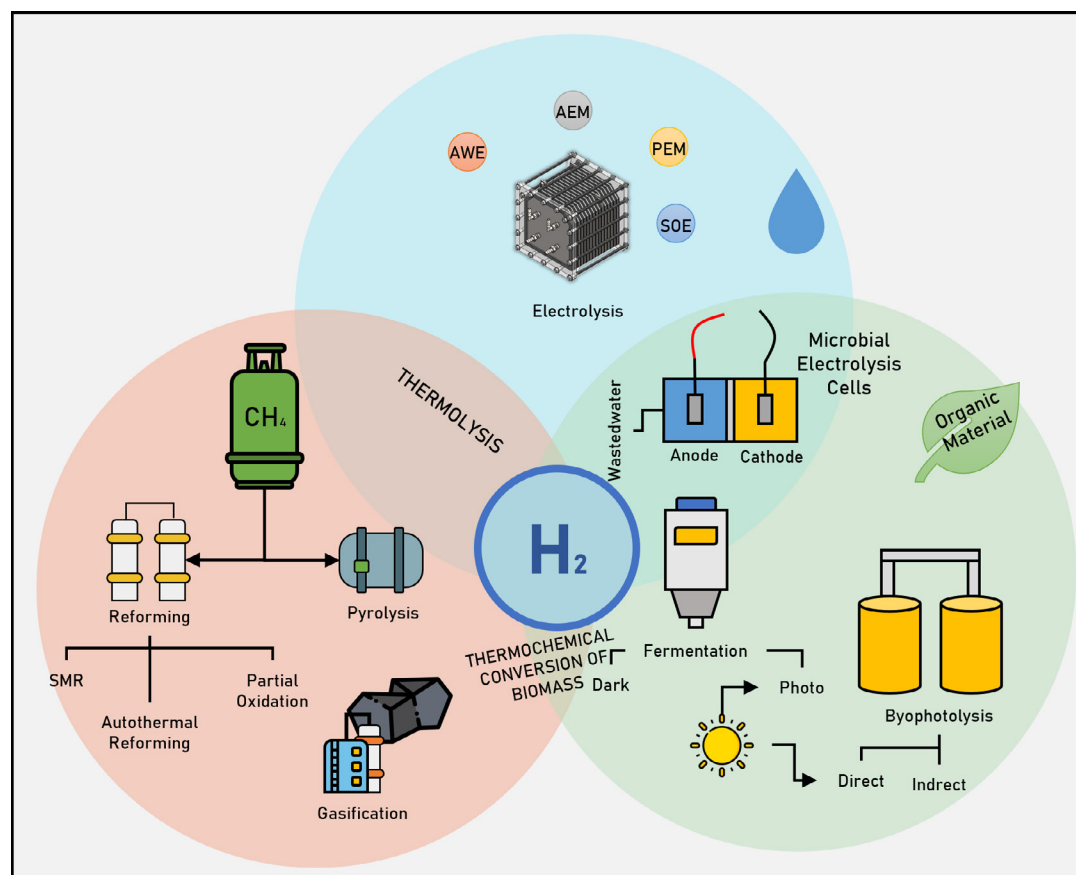 AEM
AWE
PEM
SOE
Electrolysis
Microbial
Electrolysis
Cells
Wastedwater
Anode
Cathode
Organic
Material
THERMOLYSIS
CH₄
H₂
Reforming
Pyrolysis
SMR
Partial
Oxidation
Autothermal
Reforming
Gasification
THERMOCHEMICAL
CONVERSION OF
BIOMASS
Fermentation
Dark
Photo
Byophotolysis
Direct
Indrect